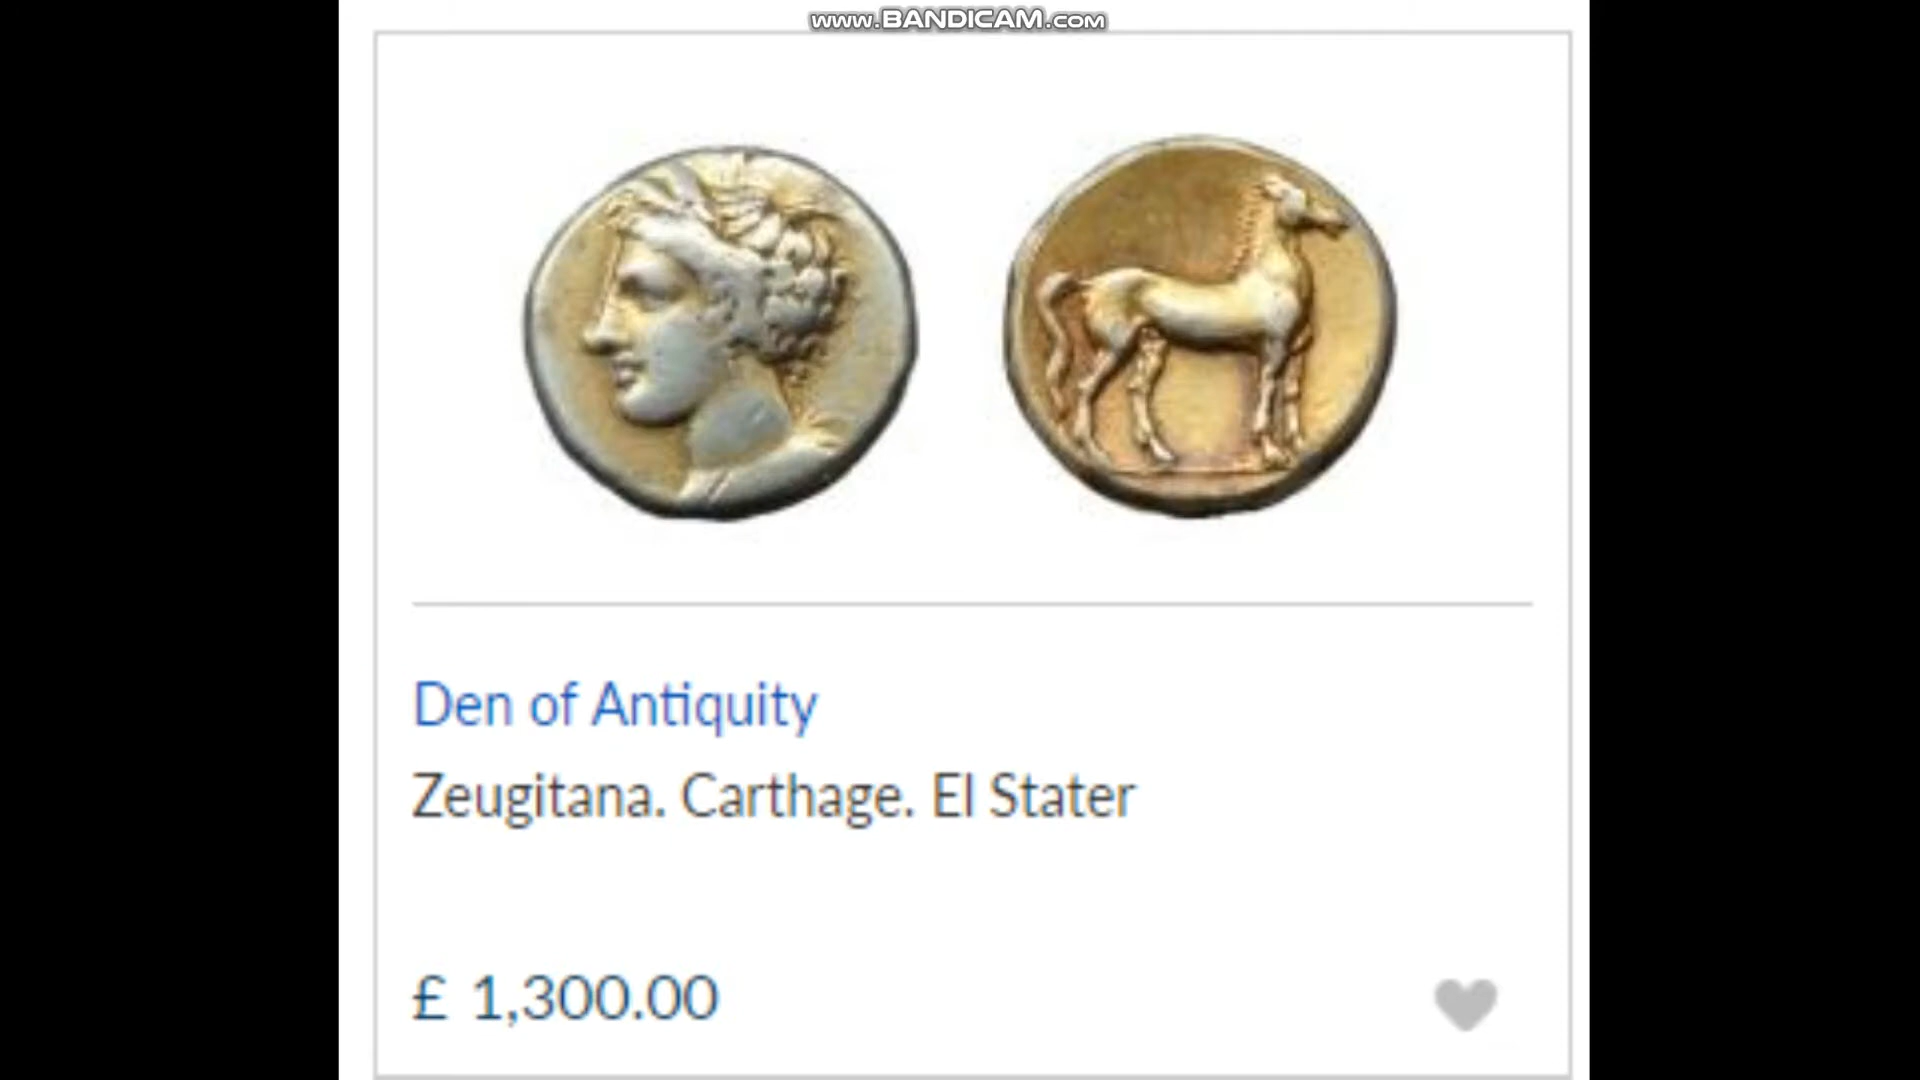 www.BANDICAM.com
Den of Antiquity
Zeugitana. Carthage. El Stater
£ 1,300.00